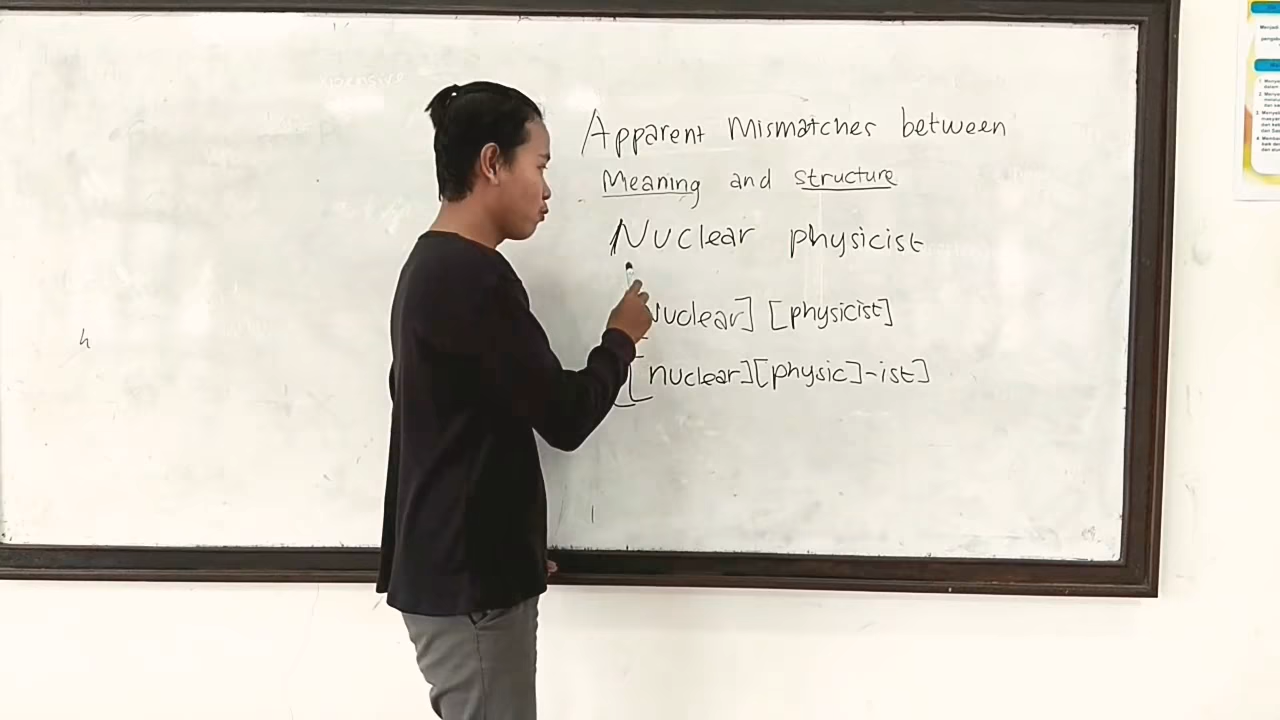 Apparent Mismatches between
Meaning and structure
Nuclear physicist
Nuclear] [physicist]
[[nuclear][physic]-ist]
h